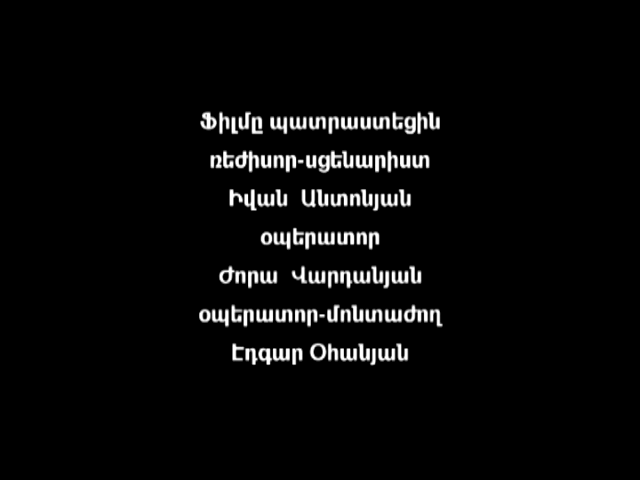 Ֆիլմը պատրաստեցին
ռեժիսոր-սցենարիստ
Իվան Անտոնյան
օպերատոր
Ժորա Վարդանյան
օպերատոր-մոնտաժող
Էդգար Օհանյան